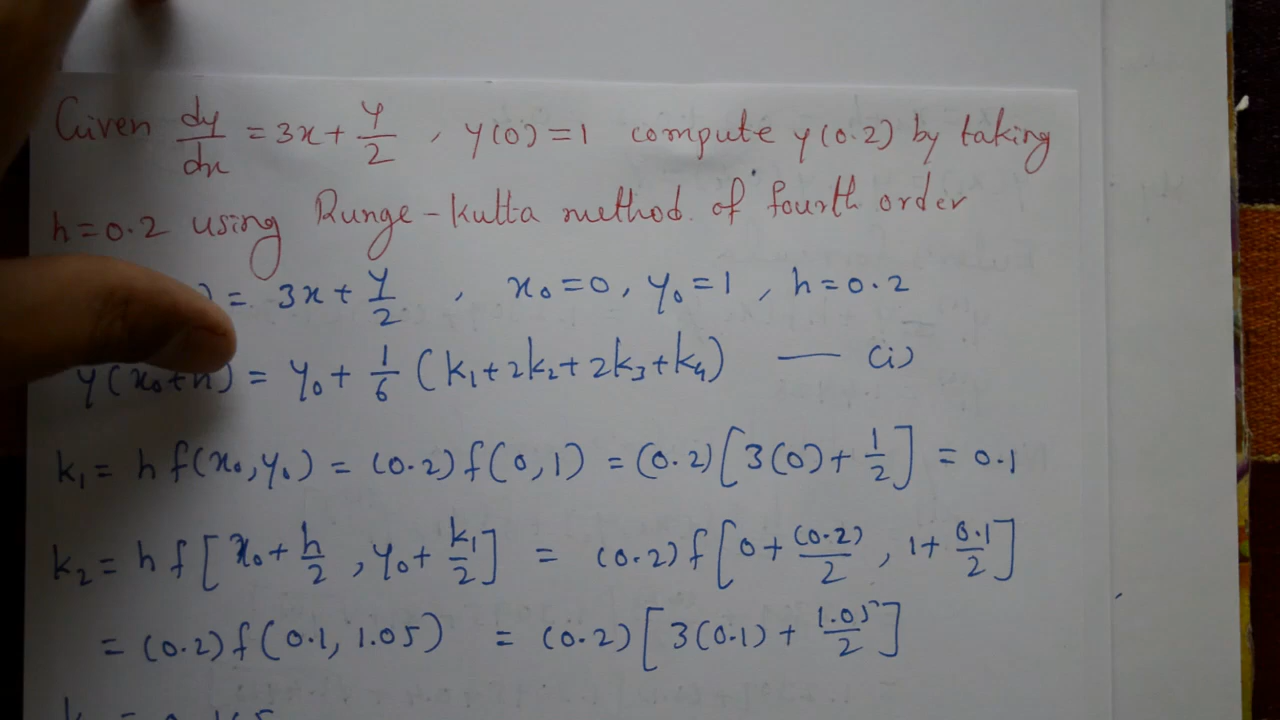 Given dy/dx = 3x + y/2 , y(0) = 1 compute y(0.2) by taking
h = 0.2 using Runge-Kutta method. of fourth order
) = 3x + y/2 , x₀ = 0, y₀ = 1 , h = 0.2
y(x₀+h) = y₀ + 1/6 (k₁ + 2k₂ + 2k₃ + k₄) — (i)
k₁ = h f(x₀, y₀) = (0.2) f(0, 1) = (0.2) [3(0) + 1/2] = 0.1
k₂ = h f [x₀ + h/2 , y₀ + k₁/2] = (0.2) f [0 + (0.2)/2 , 1 + 0.1/2]
= (0.2) f (0.1, 1.05) = (0.2) [3(0.1) + 1.05/2]